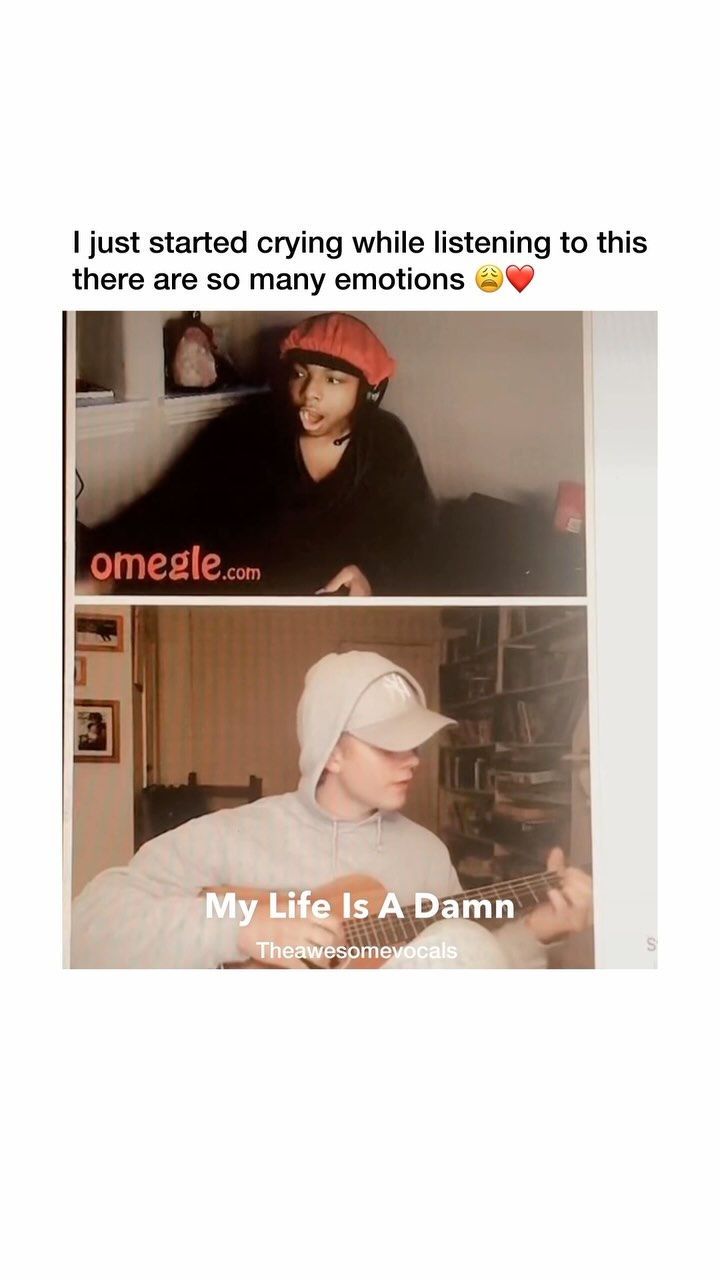 I just started crying while listening to this
there are so many emotions 😩❤️
omegle.com
NY
My Life Is A Damn
Theawesomevocals
S